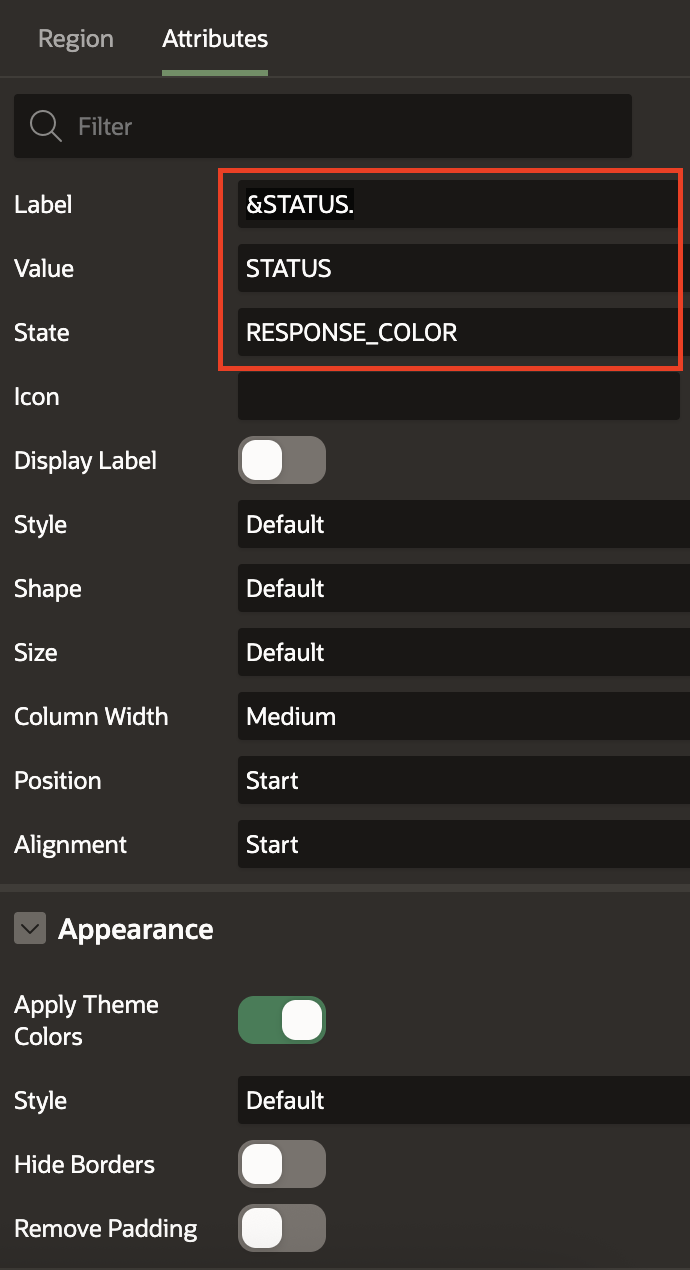 Region Attributes
Filter
Label &STATUS.
Value STATUS
State RESPONSE_COLOR
Icon
Display Label
Style Default
Shape Default
Size Default
Column Width Medium
Position Start
Alignment Start
Appearance
Apply Theme
Colors
Style Default
Hide Borders
Remove Padding